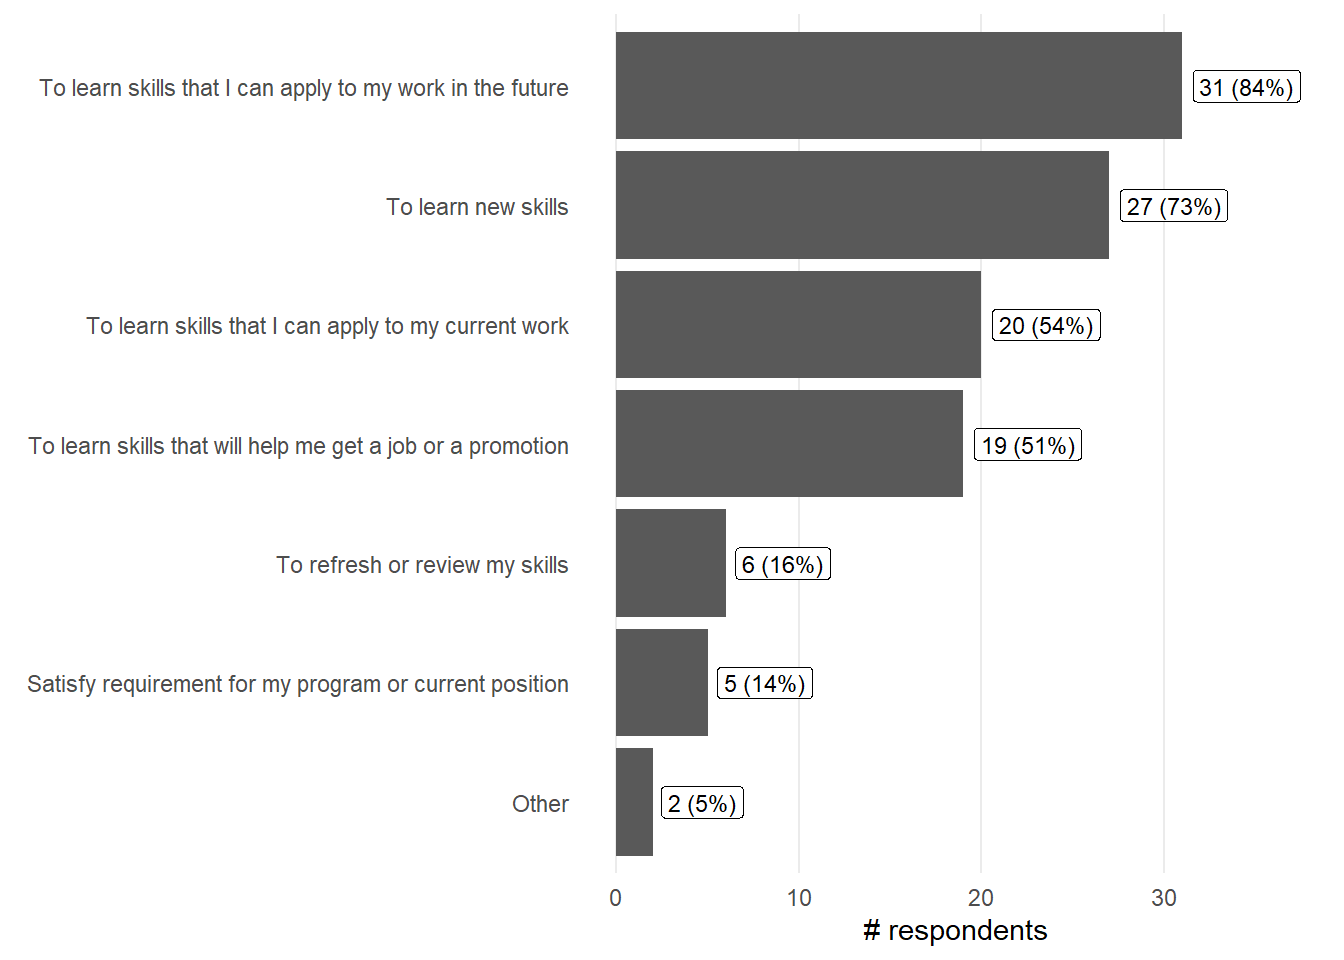 To learn skills that I can apply to my work in the future
31 (84%)
To learn new skills
27 (73%)
To learn skills that I can apply to my current work
20 (54%)
To learn skills that will help me get a job or a promotion
19 (51%)
To refresh or review my skills
6 (16%)
Satisfy requirement for my program or current position
5 (14%)
Other
2 (5%)
0 10 20 30
# respondents